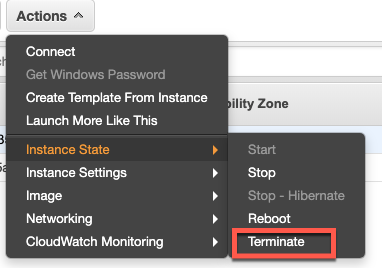 Actions
Connect
Get Windows Password
Create Template From Instance
bility Zone
Launch More Like This
Instance State
Start
Instance Settings
Stop
Image
Stop - Hibernate
Networking
Reboot
CloudWatch Monitoring
Terminate